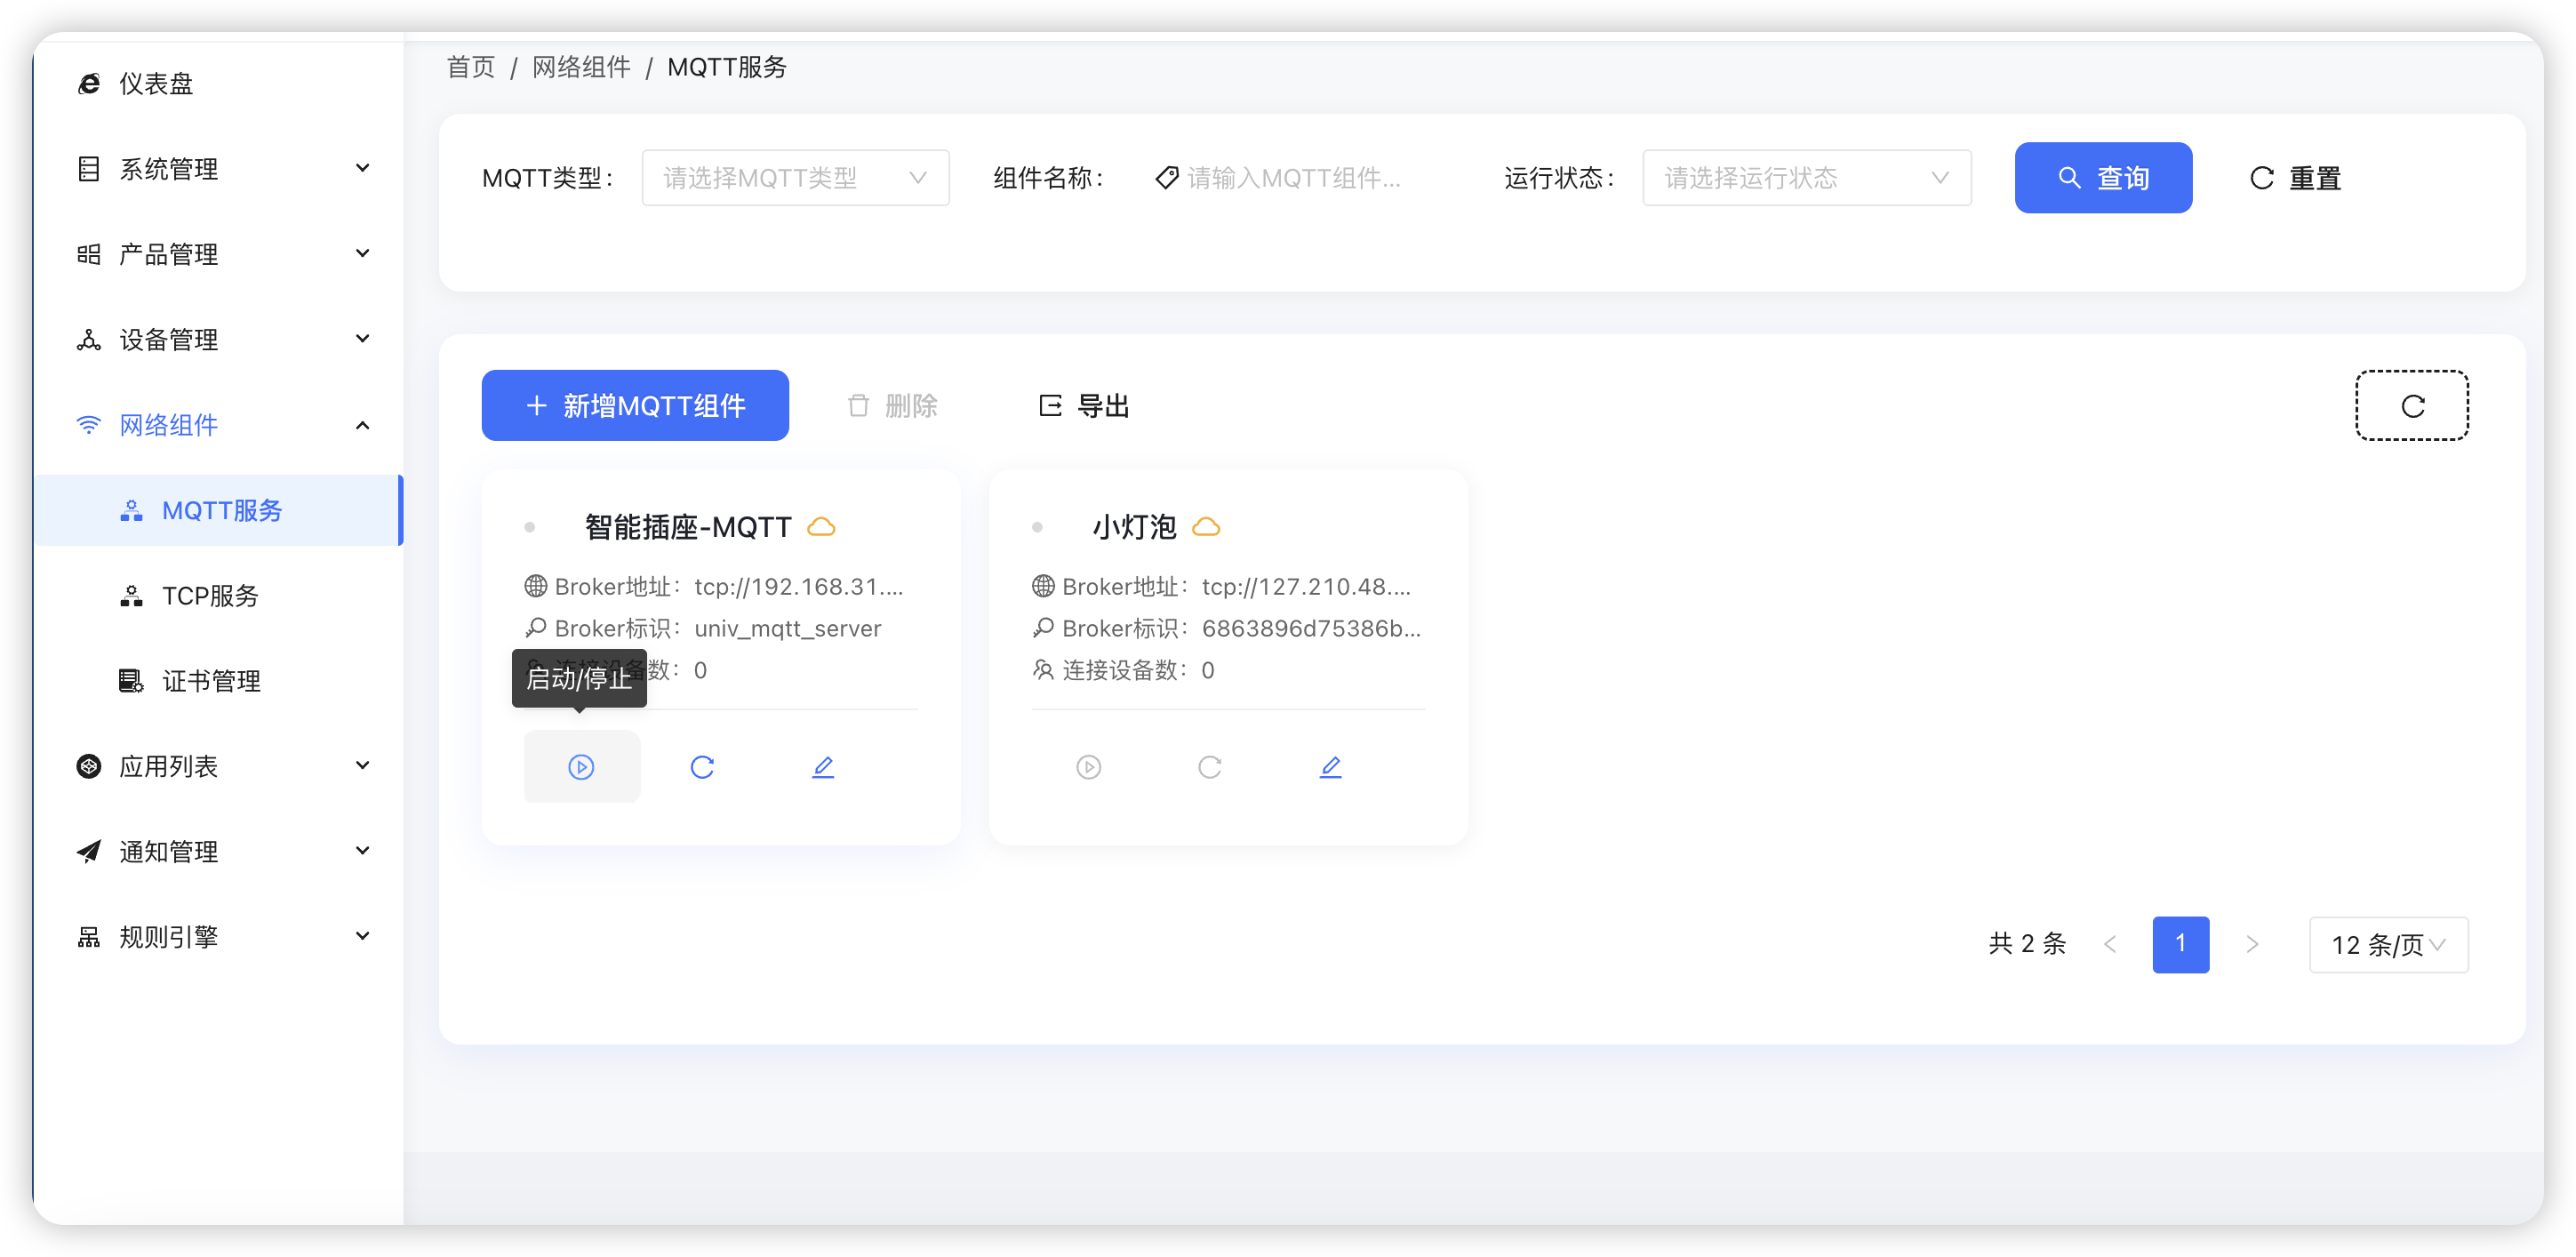 仪表盘
系统管理
产品管理
设备管理
网络组件
MQTT服务
TCP服务
证书管理
应用列表
通知管理
规则引擎
首页 / 网络组件 / MQTT服务
MQTT类型: 请选择MQTT类型 组件名称: 请输入MQTT组件... 运行状态: 请选择运行状态 查询 重置
新增MQTT组件 删除 导出
智能插座-MQTT
Broker地址: tcp://192.168.31....
Broker标识: univ_mqtt_server
数: 0
启动/停止
小灯泡
Broker地址: tcp://127.210.48....
Broker标识: 6863896d75386b...
连接设备数: 0
共 2 条 1 12 条/页